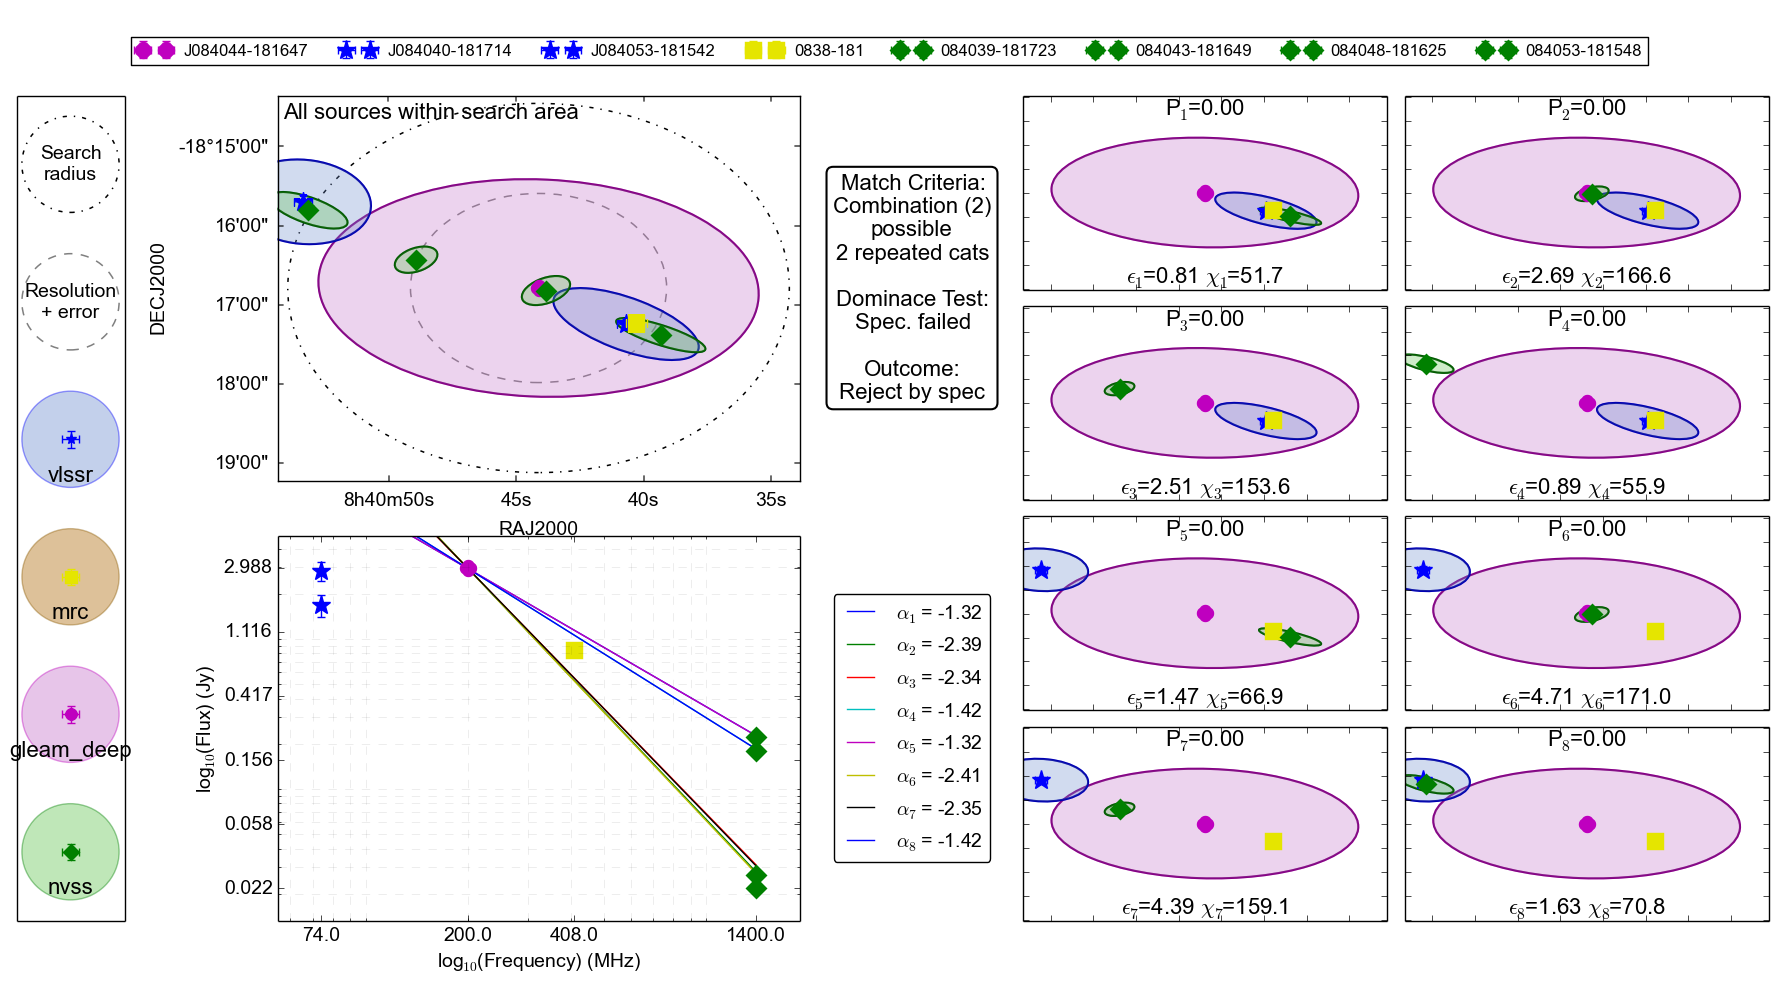 J084044-181647 J084040-181714 J084053-181542 0838-181 084039-181723 084043-181649 084048-181625 084053-181548
Search
radius
Resolution
+ error
vlssr
mrc
gleam_deep
nvss
All sources within search area
DECJ2000
-18°15'00"
16'00"
17'00"
18'00"
19'00"
8h40m50s 45s 40s 35s
RAJ2000
Match Criteria:
Combination (2)
possible
2 repeated cats
Dominace Test:
Spec. failed
Outcome:
Reject by spec
log₁₀(Flux) (Jy)
2.988
1.116
0.417
0.156
0.058
0.022
74.0 200.0 408.0 1400.0
log₁₀(Frequency) (MHz)
α₁ = -1.32
α₂ = -2.39
α₃ = -2.34
α₄ = -1.42
α₅ = -1.32
α₆ = -2.41
α₇ = -2.35
α₈ = -1.42
P₁=0.00
ϵ₁=0.81 χ₁=51.7
P₂=0.00
ϵ₂=2.69 χ₂=166.6
P₃=0.00
ϵ₃=2.51 χ₃=153.6
P₄=0.00
ϵ₄=0.89 χ₄=55.9
P₅=0.00
ϵ₅=1.47 χ₅=66.9
P₆=0.00
ϵ₆=4.71 χ₆=171.0
P₇=0.00
ϵ₇=4.39 χ₇=159.1
P₈=0.00
ϵ₈=1.63 χ₈=70.8